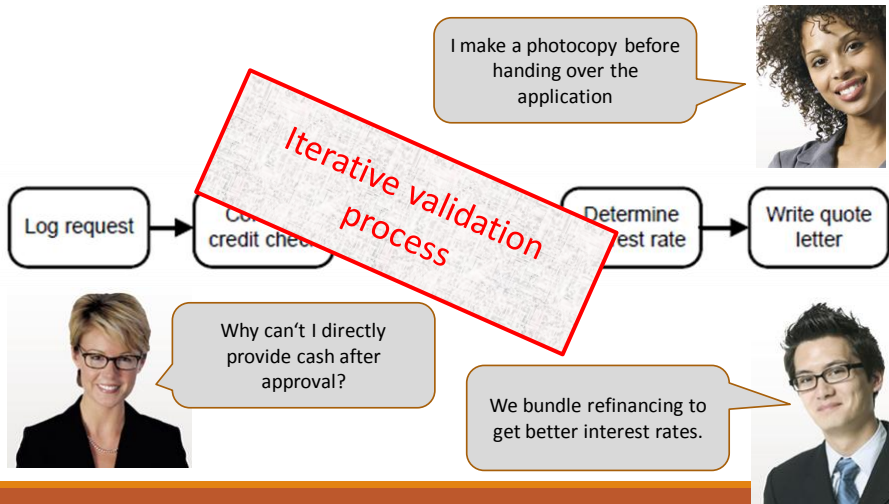 I make a photocopy before
handing over the
application
Iterative validation
process
Log request
credit check
Determine
rest rate
Write quote
letter
Why can‘t I directly
provide cash after
approval?
We bundle refinancing to
get better interest rates.